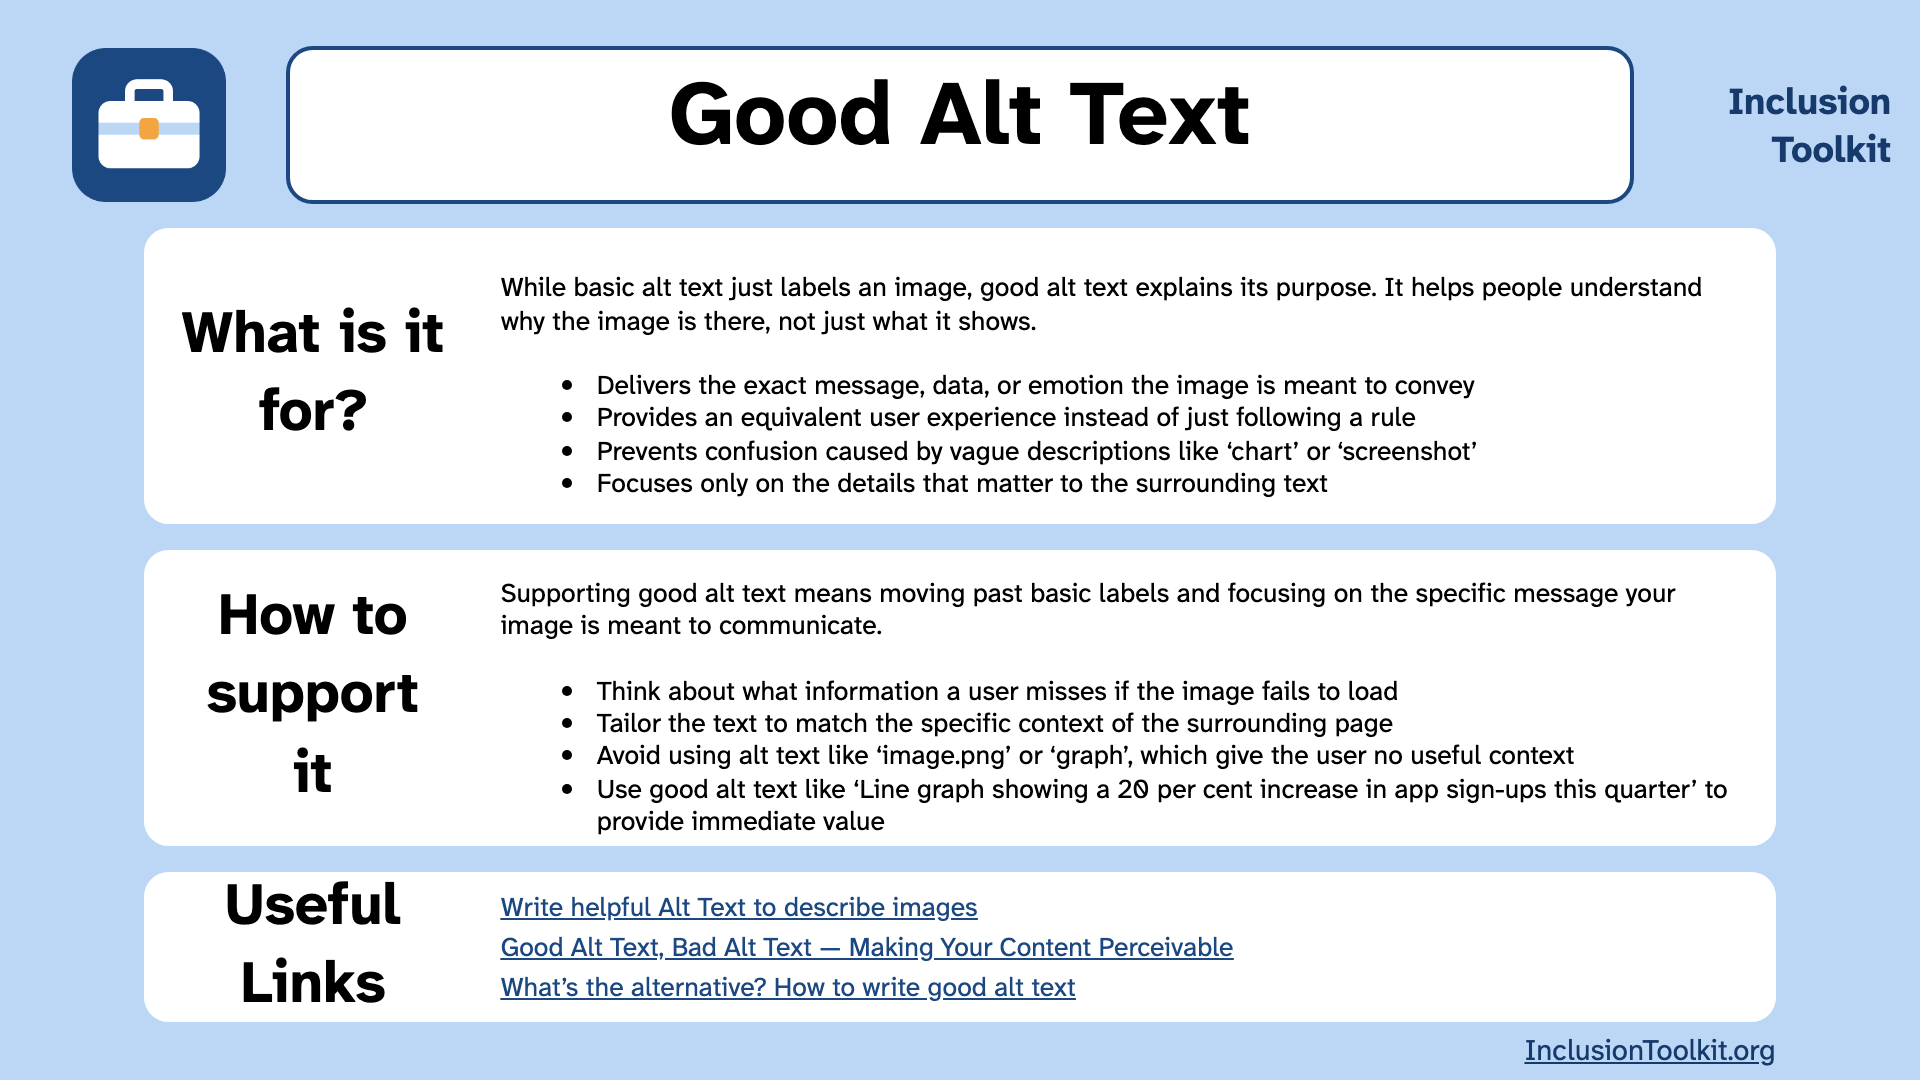 Good Alt Text
Inclusion
Toolkit
What is it
for?
While basic alt text just labels an image, good alt text explains its purpose. It helps people understand
why the image is there, not just what it shows.
• Delivers the exact message, data, or emotion the image is meant to convey
• Provides an equivalent user experience instead of just following a rule
• Prevents confusion caused by vague descriptions like ‘chart’ or ‘screenshot’
• Focuses only on the details that matter to the surrounding text
How to
support
it
Supporting good alt text means moving past basic labels and focusing on the specific message your
image is meant to communicate.
• Think about what information a user misses if the image fails to load
• Tailor the text to match the specific context of the surrounding page
• Avoid using alt text like ‘image.png’ or ‘graph’, which give the user no useful context
• Use good alt text like ‘Line graph showing a 20 per cent increase in app sign-ups this quarter’ to
provide immediate value
Useful
Links
Write helpful Alt Text to describe images
Good Alt Text, Bad Alt Text — Making Your Content Perceivable
What’s the alternative? How to write good alt text
InclusionToolkit.org